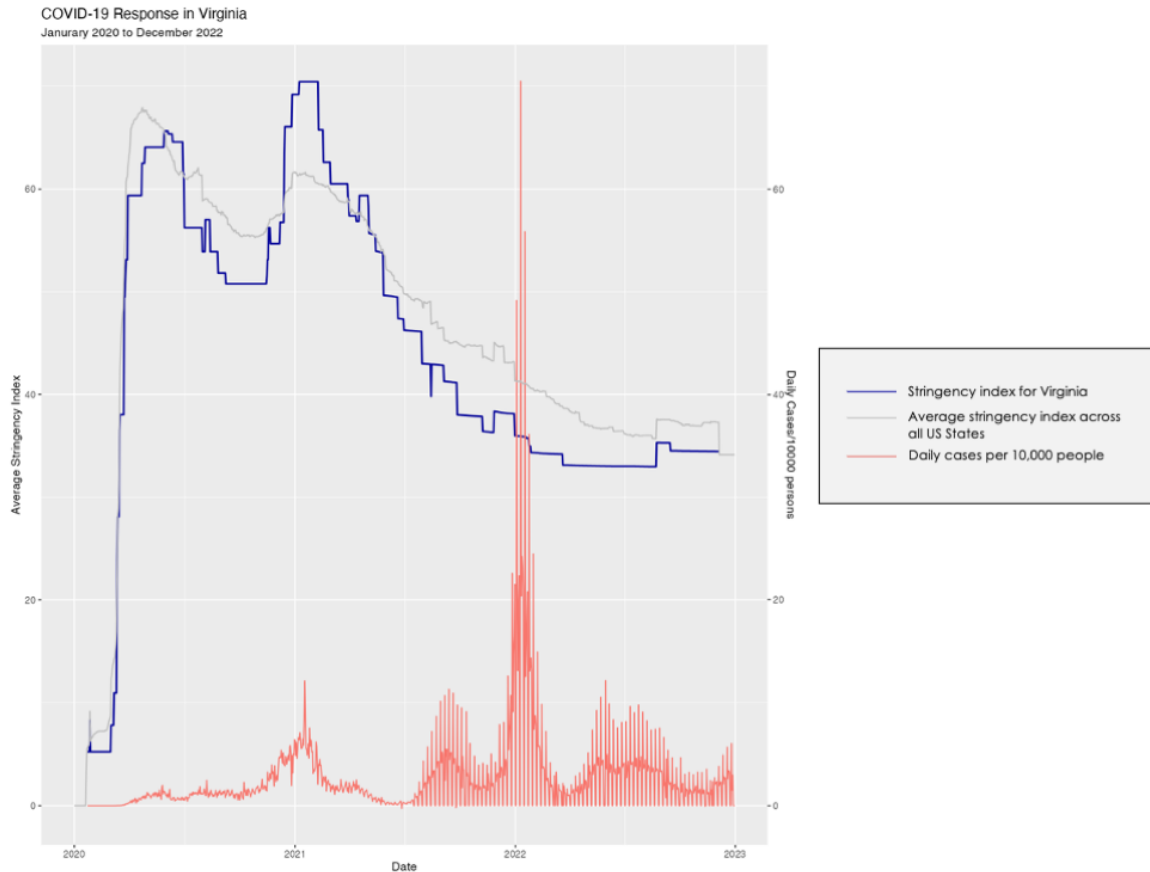 COVID-19 Response in Virginia
Janurary 2020 to December 2022
Average Stringency Index
60
40
20
0
60
40
20
0
Daily Cases/10000 persons
2020
2021
2022
2023
Date
Stringency index for Virginia
Average stringency index across
all US States
Daily cases per 10,000 people